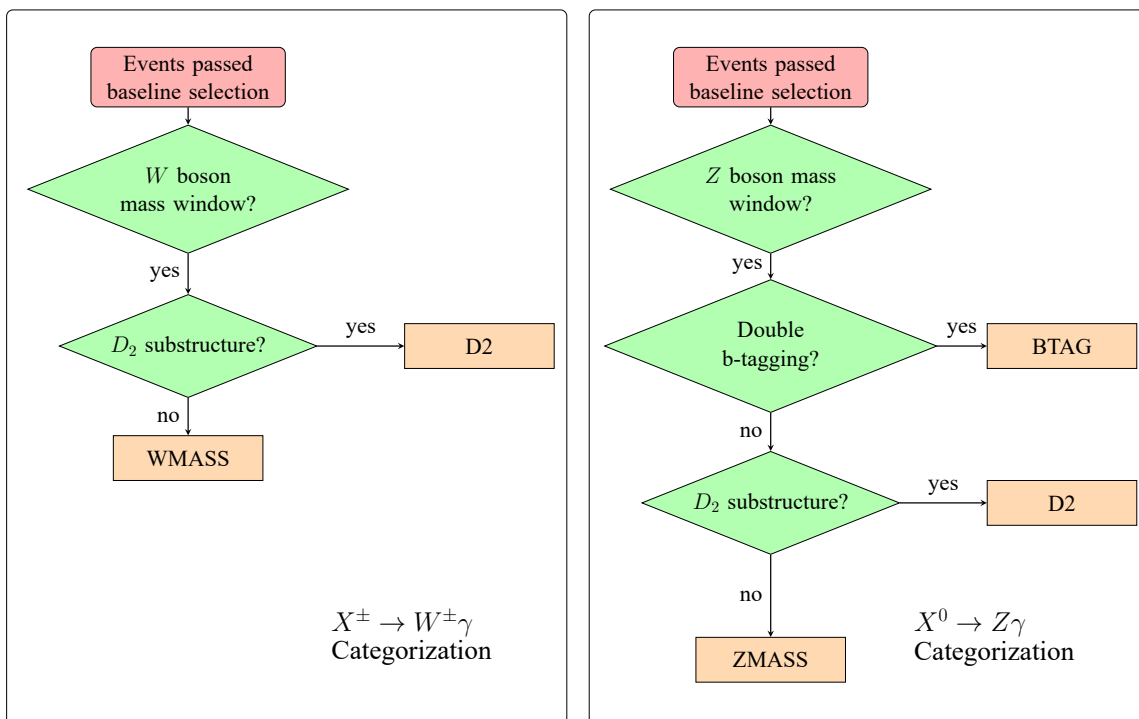 Events passed
baseline selection
W boson
mass window?
yes
D₂ substructure?
yes
D2
no
WMASS
X± → W±γ
Categorization
Events passed
baseline selection
Z boson mass
window?
yes
Double
b-tagging?
yes
BTAG
no
D₂ substructure?
yes
D2
no
ZMASS
X⁰ → Zγ
Categorization